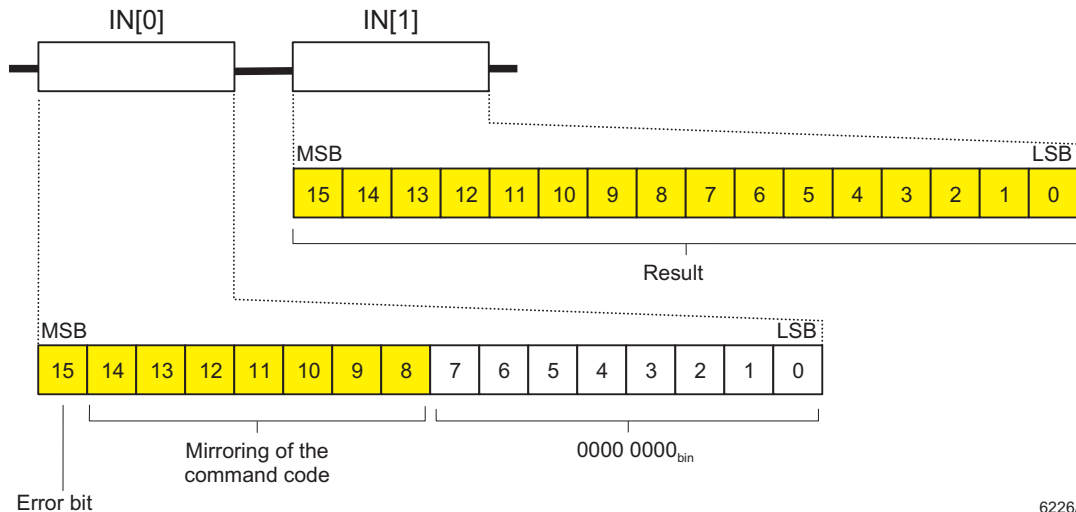 IN[0] IN[1]
MSB LSB
15 14 13 12 11 10 9 8 7 6 5 4 3 2 1 0
Result
MSB LSB
15 14 13 12 11 10 9 8 7 6 5 4 3 2 1 0
Mirroring of the
command code
0000 0000bin
Error bit
6226